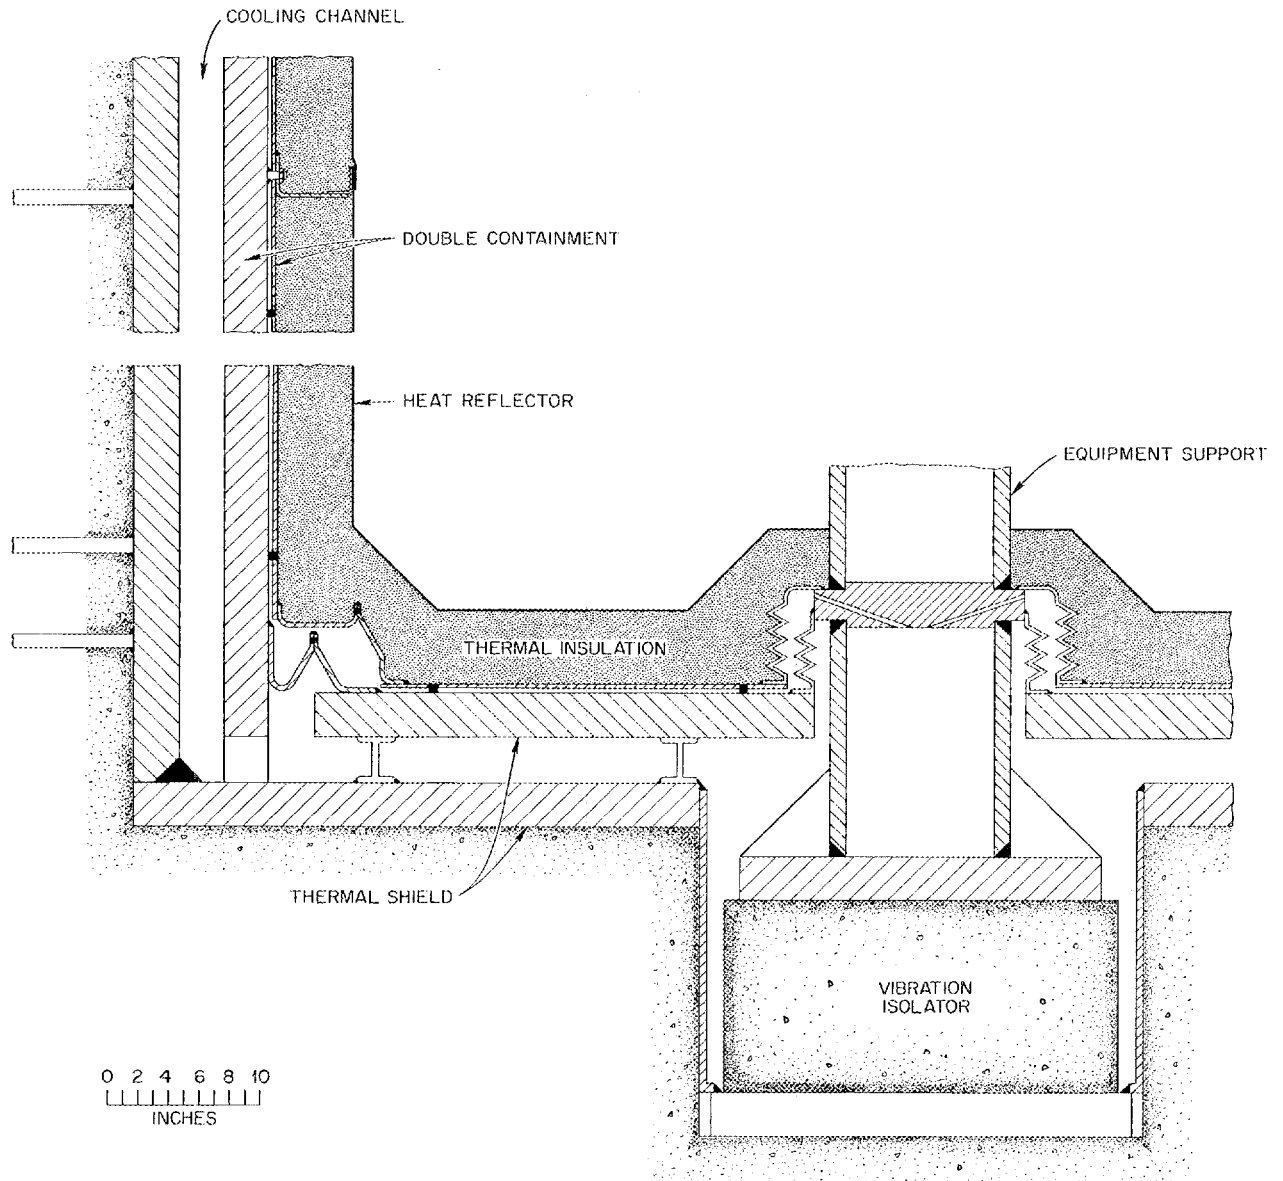 COOLING CHANNEL
DOUBLE CONTAINMENT
HEAT REFLECTOR
EQUIPMENT SUPPORT
THERMAL INSULATION
THERMAL SHIELD
VIBRATION
ISOLATOR
0 2 4 6 8 10
INCHES